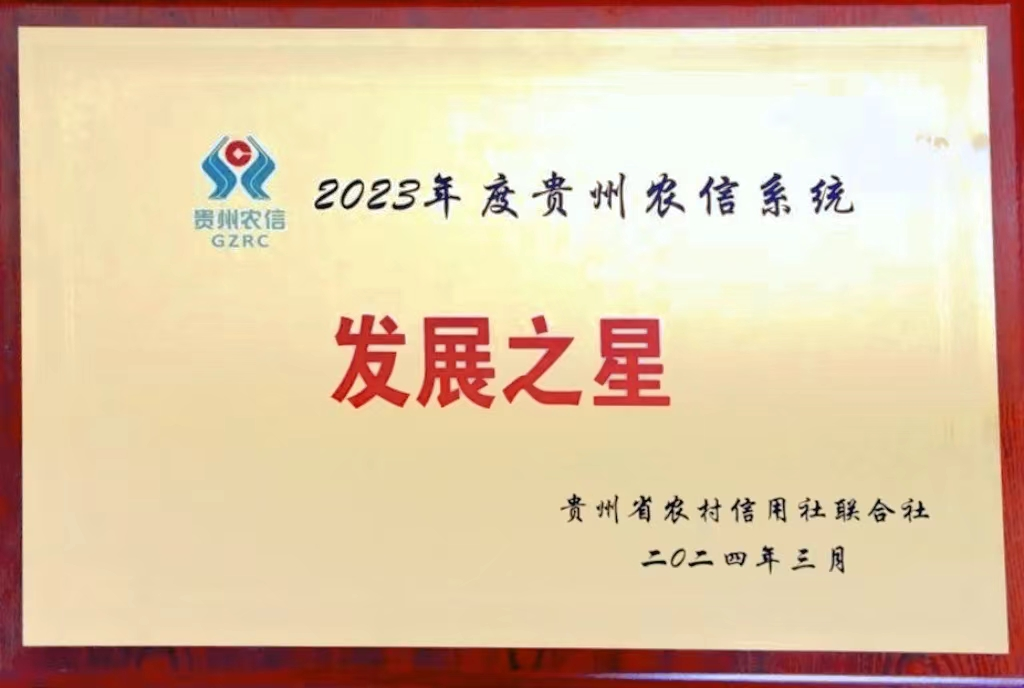 贵州农信
GZRC
2023年度贵州农信系统
发展之星
贵州省农村信用社联合社
二0二四年三月